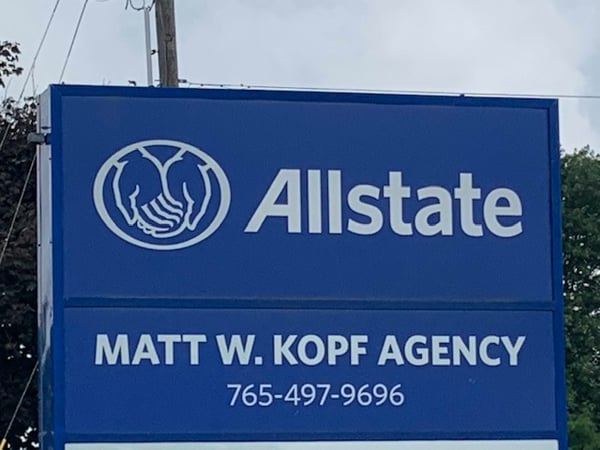 Allstate
MATT W. KOPF AGENCY
765-497-9696